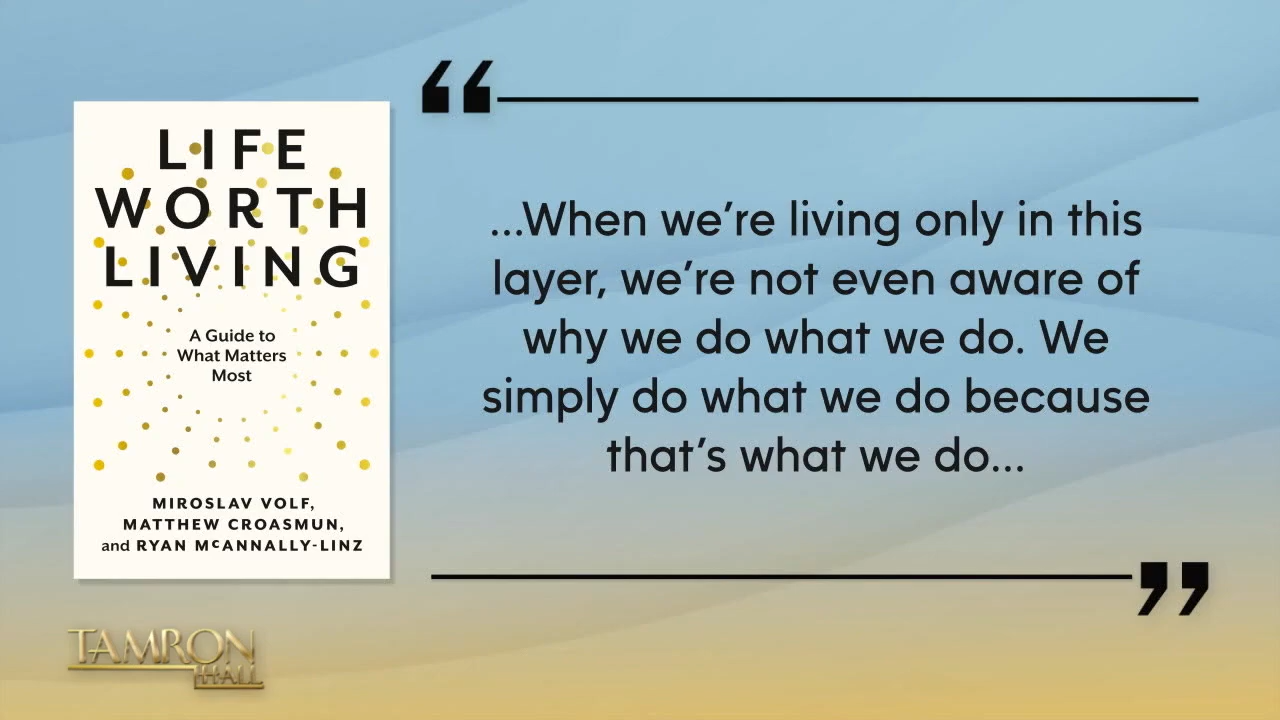 LIFE
WORTH
LIVING
A Guide to
What Matters
Most
MIROSLAV VOLF,
MATTHEW CROASMUN,
and RYAN McANNALLY-LINZ
“
...When we’re living only in this
layer, we’re not even aware of
why we do what we do. We
simply do what we do because
that’s what we do...
”
TAMRON
HALL